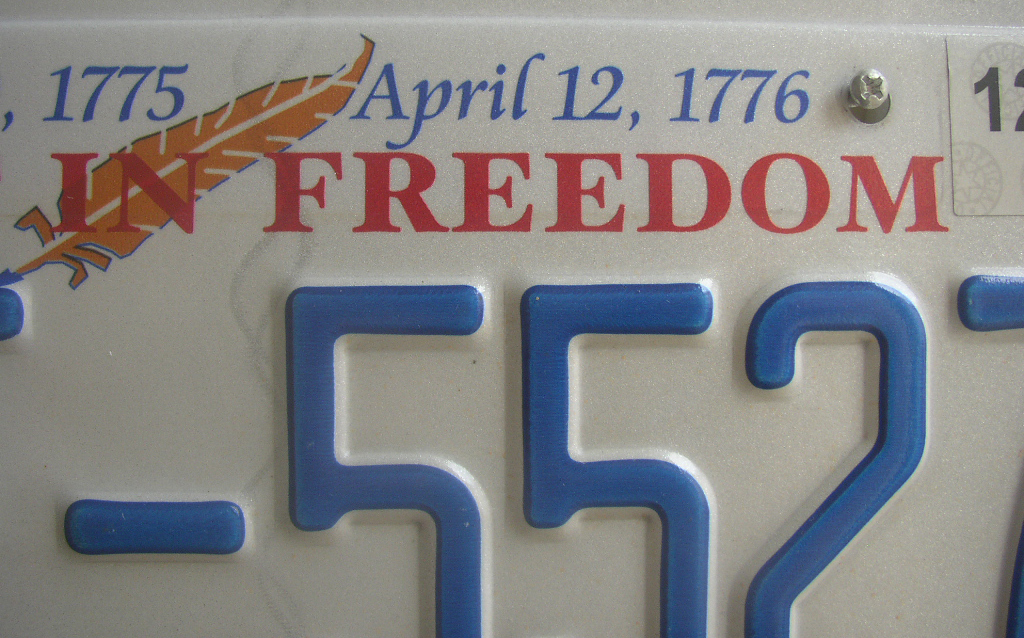 , 1775 April 12, 1776 12
IN FREEDOM
-552